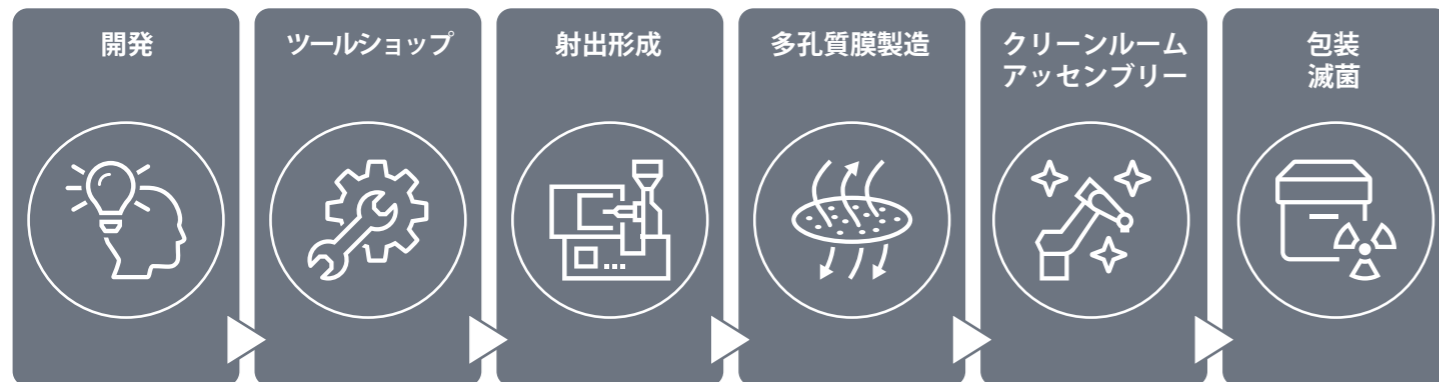 開発
ツールショップ
射出形成
多孔質膜製造
クリーンルーム
アッセンブリー
包装
滅菌